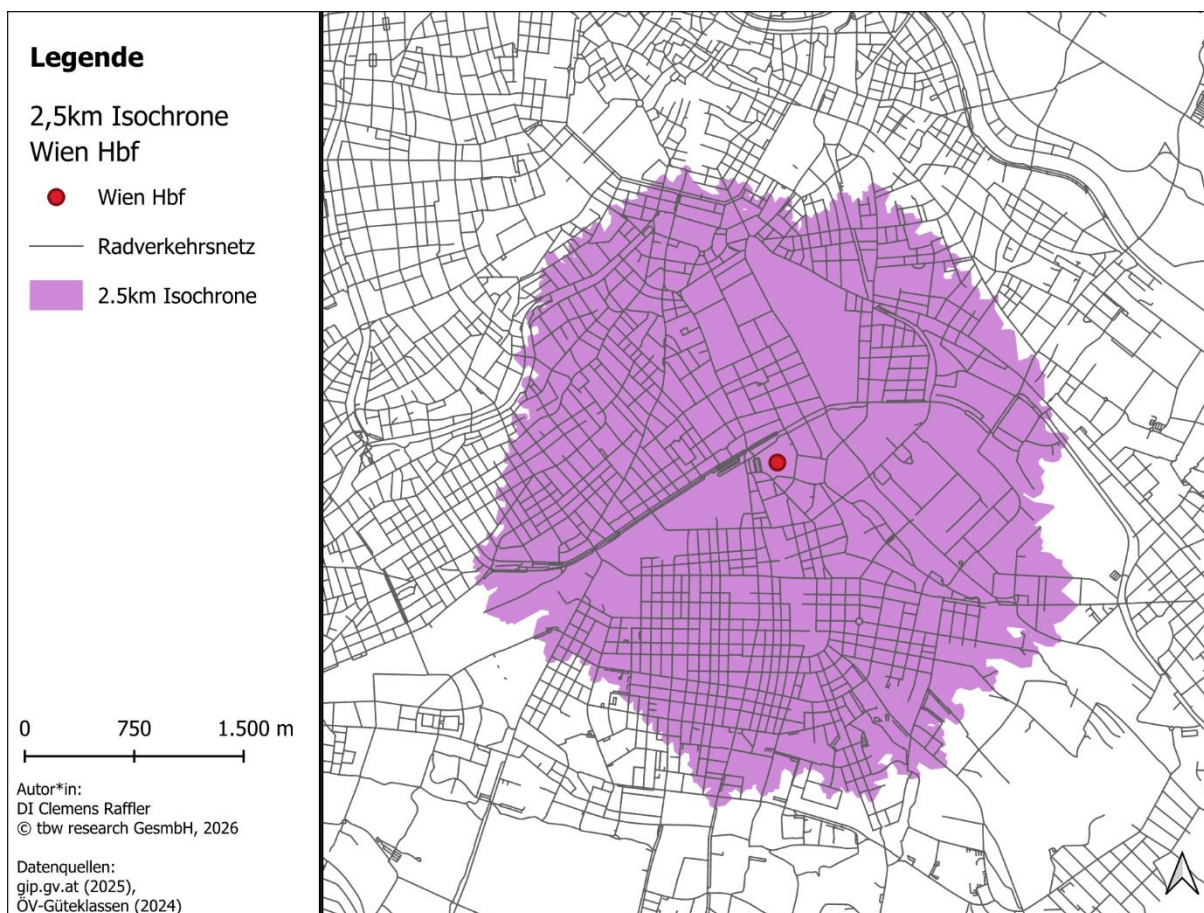 Legende
2,5km Isochrone
Wien Hbf
Wien Hbf
Radverkehrsnetz
2.5km Isochrone
0 750 1.500 m
Autor*in:
DI Clemens Raffler
© tbw research GesmbH, 2026
Datenquellen:
gip.gv.at (2025),
ÖV-Güteklassen (2024)